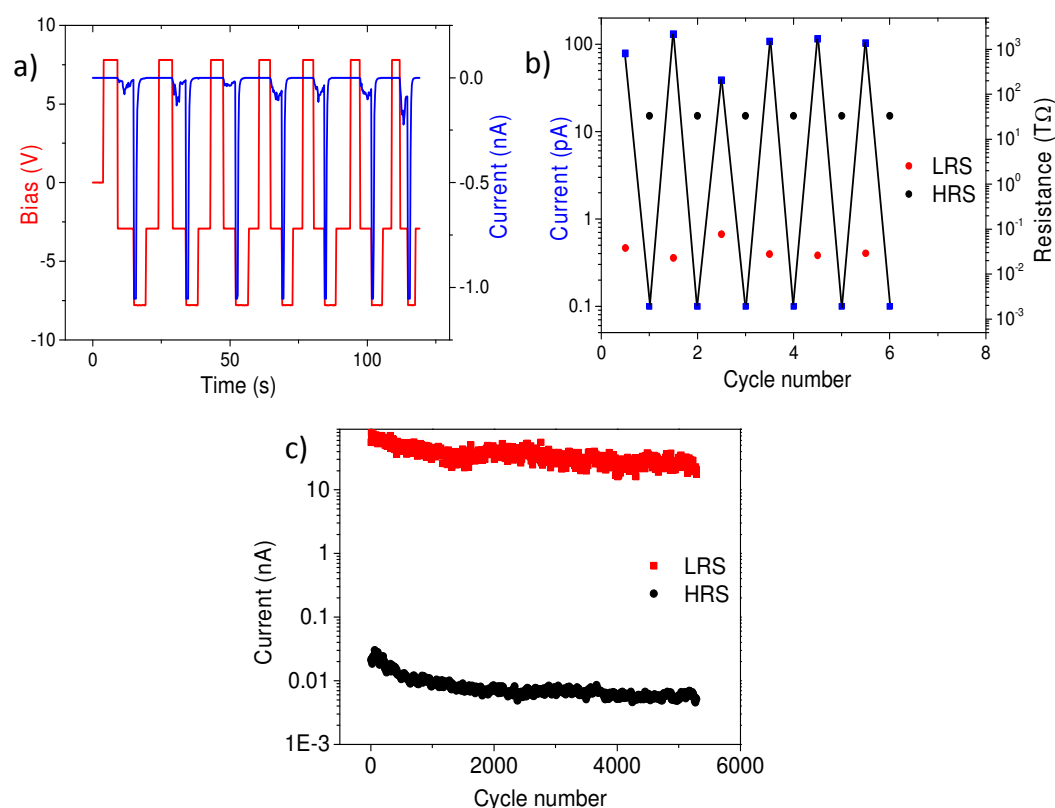 a)
10
5
0
-5
-10
Bias (V)
0
50
100
Time (s)
0.0
-0.5
-1.0
Current (nA)
b)
100
10
1
0.1
Current (pA)
0
2
4
6
8
Cycle number
10³
10²
10¹
10⁰
10⁻¹
10⁻²
10⁻³
Resistance (TΩ)
LRS
HRS
c)
10
1
0.1
0.01
1E-3
Current (nA)
0
2000
4000
6000
Cycle number
LRS
HRS